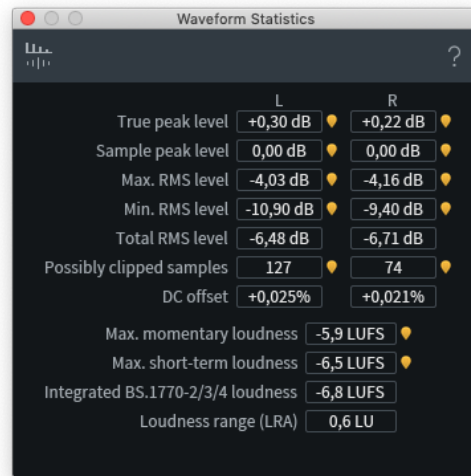 Waveform Statistics
?
L R
True peak level +0,30 dB +0,22 dB
Sample peak level 0,00 dB 0,00 dB
Max. RMS level -4,03 dB -4,16 dB
Min. RMS level -10,90 dB -9,40 dB
Total RMS level -6,48 dB -6,71 dB
Possibly clipped samples 127 74
DC offset +0,025% +0,021%
Max. momentary loudness -5,9 LUFS
Max. short-term loudness -6,5 LUFS
Integrated BS.1770-2/3/4 loudness -6,8 LUFS
Loudness range (LRA) 0,6 LU